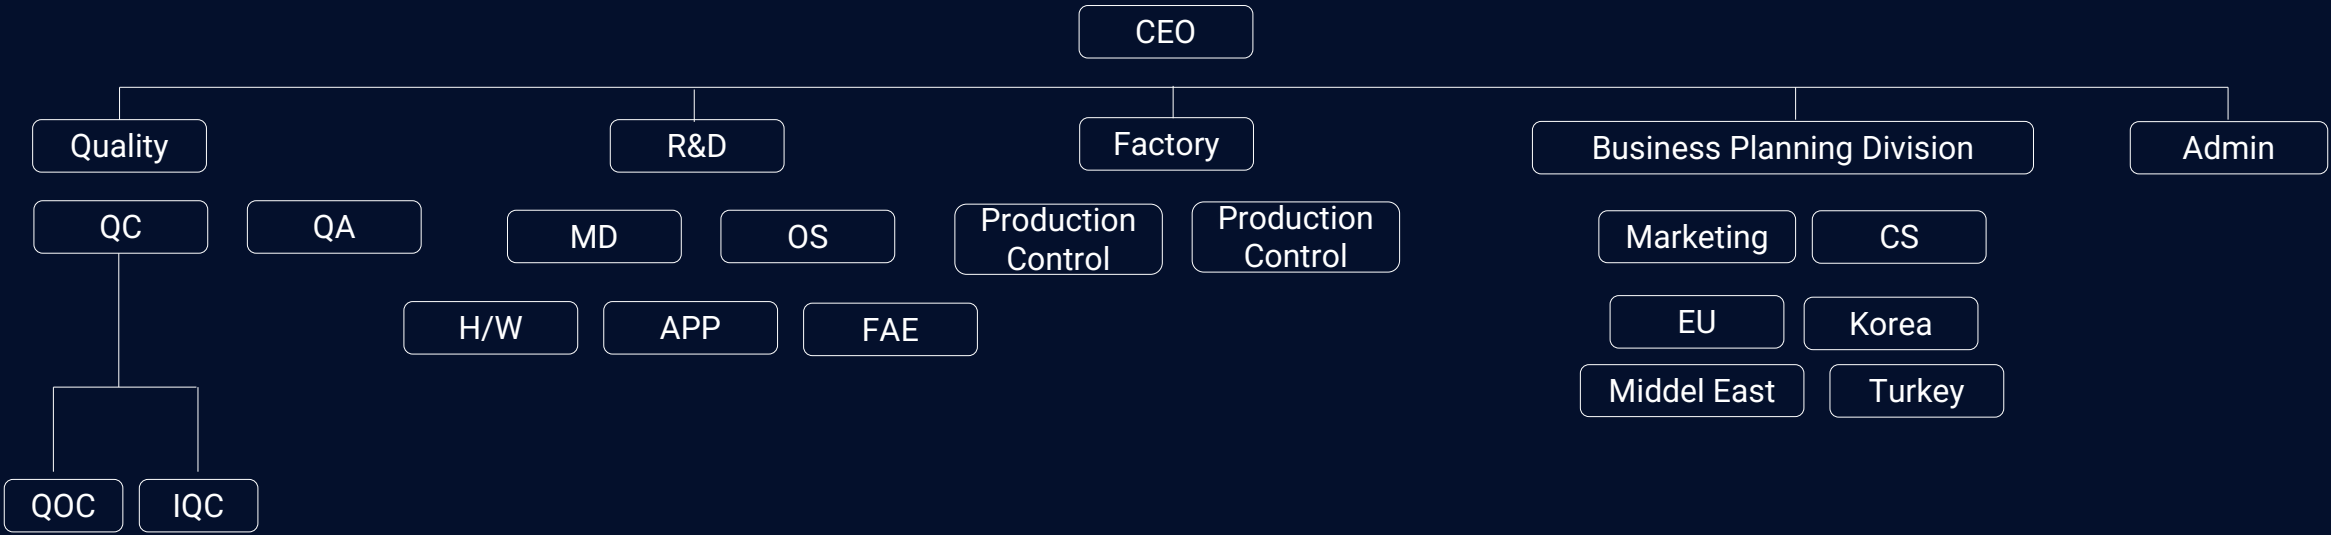 CEO
Quality
R&D
Factory
Business Planning Division
Admin
QC
QA
MD
OS
Production
Control
Production
Control
Marketing
CS
H/W
APP
FAE
EU
Korea
Middel East
Turkey
QOC
IQC